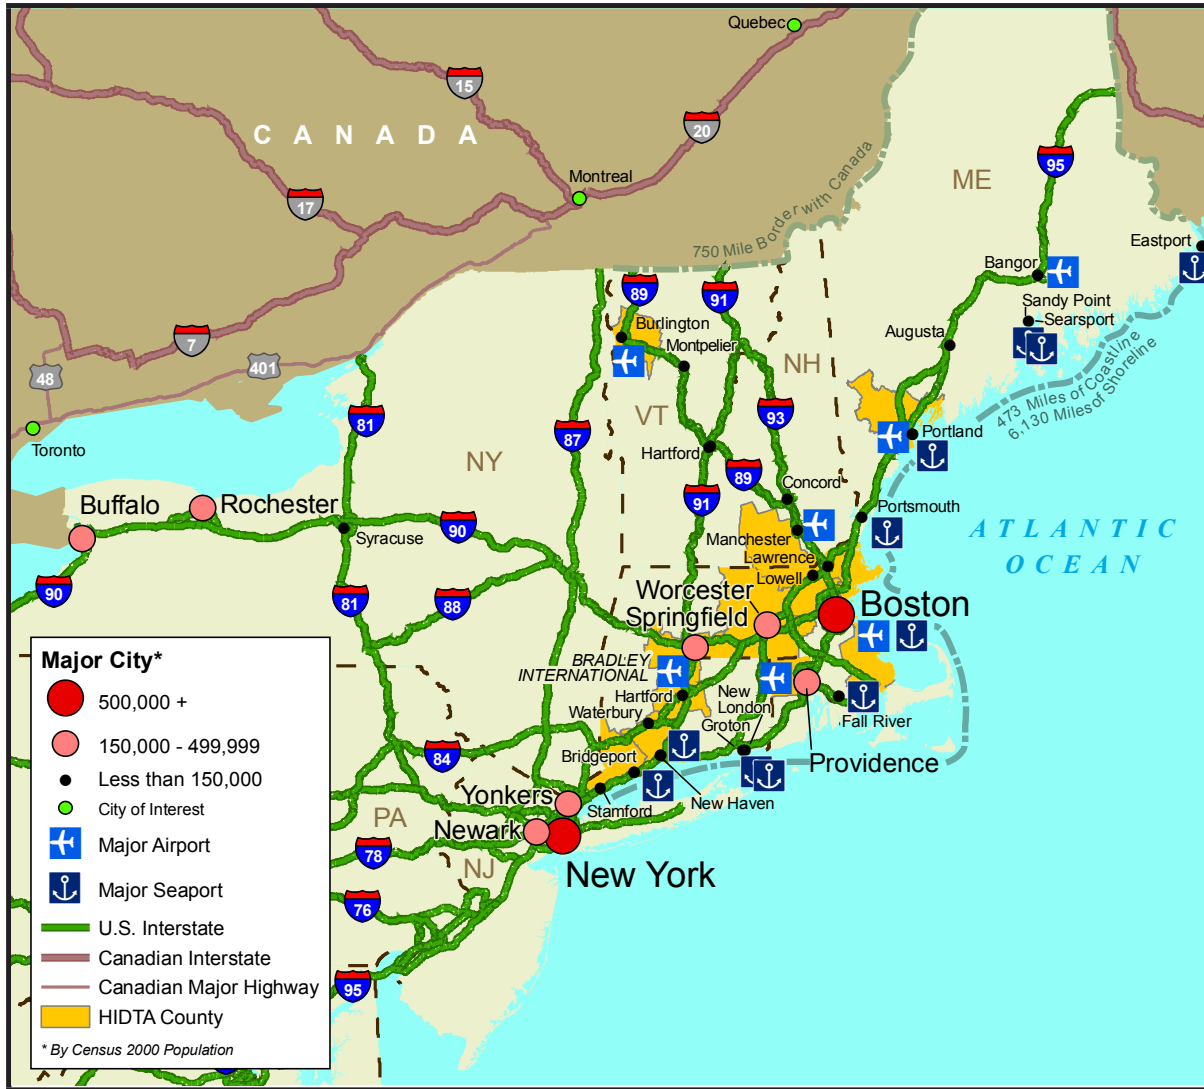 Quebec
15
20
C A N A D A
95
ME
Montreal
17
750 Mile Border with Canada
Eastport
Bangor
89
91
Sandy Point
Searsport
7
Burlington
Augusta
Montpelier
NH
401
48
473 Miles of Coastline
6,130 Miles of Shoreline
93
VT
81
87
Portland
Toronto
Hartford
NY
89
Concord
Buffalo
Rochester
91
Portsmouth
90
Syracuse
Manchester
ATLANTIC
OCEAN
Lawrence
Lowell
90
81
88
Worcester
Boston
Springfield
Major City*
500,000 +
150,000 - 499,999
Less than 150,000
City of Interest
Major Airport
Major Seaport
U.S. Interstate
Canadian Interstate
Canadian Major Highway
HIDTA County
* By Census 2000 Population
BRADLEY
INTERNATIONAL
Hartford
New
London
Waterbury
Groton
Fall River
84
Bridgeport
Providence
Yonkers
Stamford
New Haven
PA
Newark
78
NJ
New York
76
95